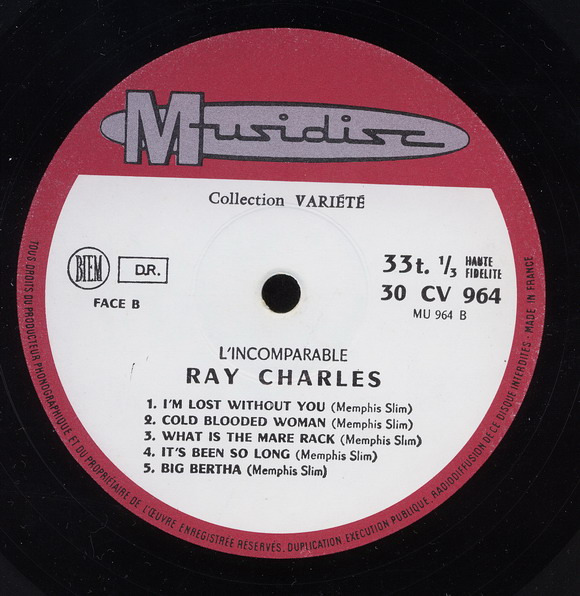 Musidisc
Collection VARIÉTÉ
BIEM
D.R.
FACE B
33t. 1/3 HAUTE FIDELITE
30 CV 964
MU 964 B
L'INCOMPARABLE
RAY CHARLES
1. I'M LOST WITHOUT YOU (Memphis Slim)
2. COLD BLOODED WOMAN (Memphis Slim)
3. WHAT IS THE MARE RACK (Memphis Slim)
4. IT'S BEEN SO LONG (Memphis Slim)
5. BIG BERTHA (Memphis Slim)
TOUS DROITS DU PRODUCTEUR PHONOGRAPHIQUE ET DU PROPRIÉTAIRE DE L'ŒUVRE ENREGISTRÉE RÉSERVÉS. DUPLICATION, EXÉCUTION PUBLIQUE, RADIODIFFUSION DE CE DISQUE INTERDITES - MADE IN FRANCE